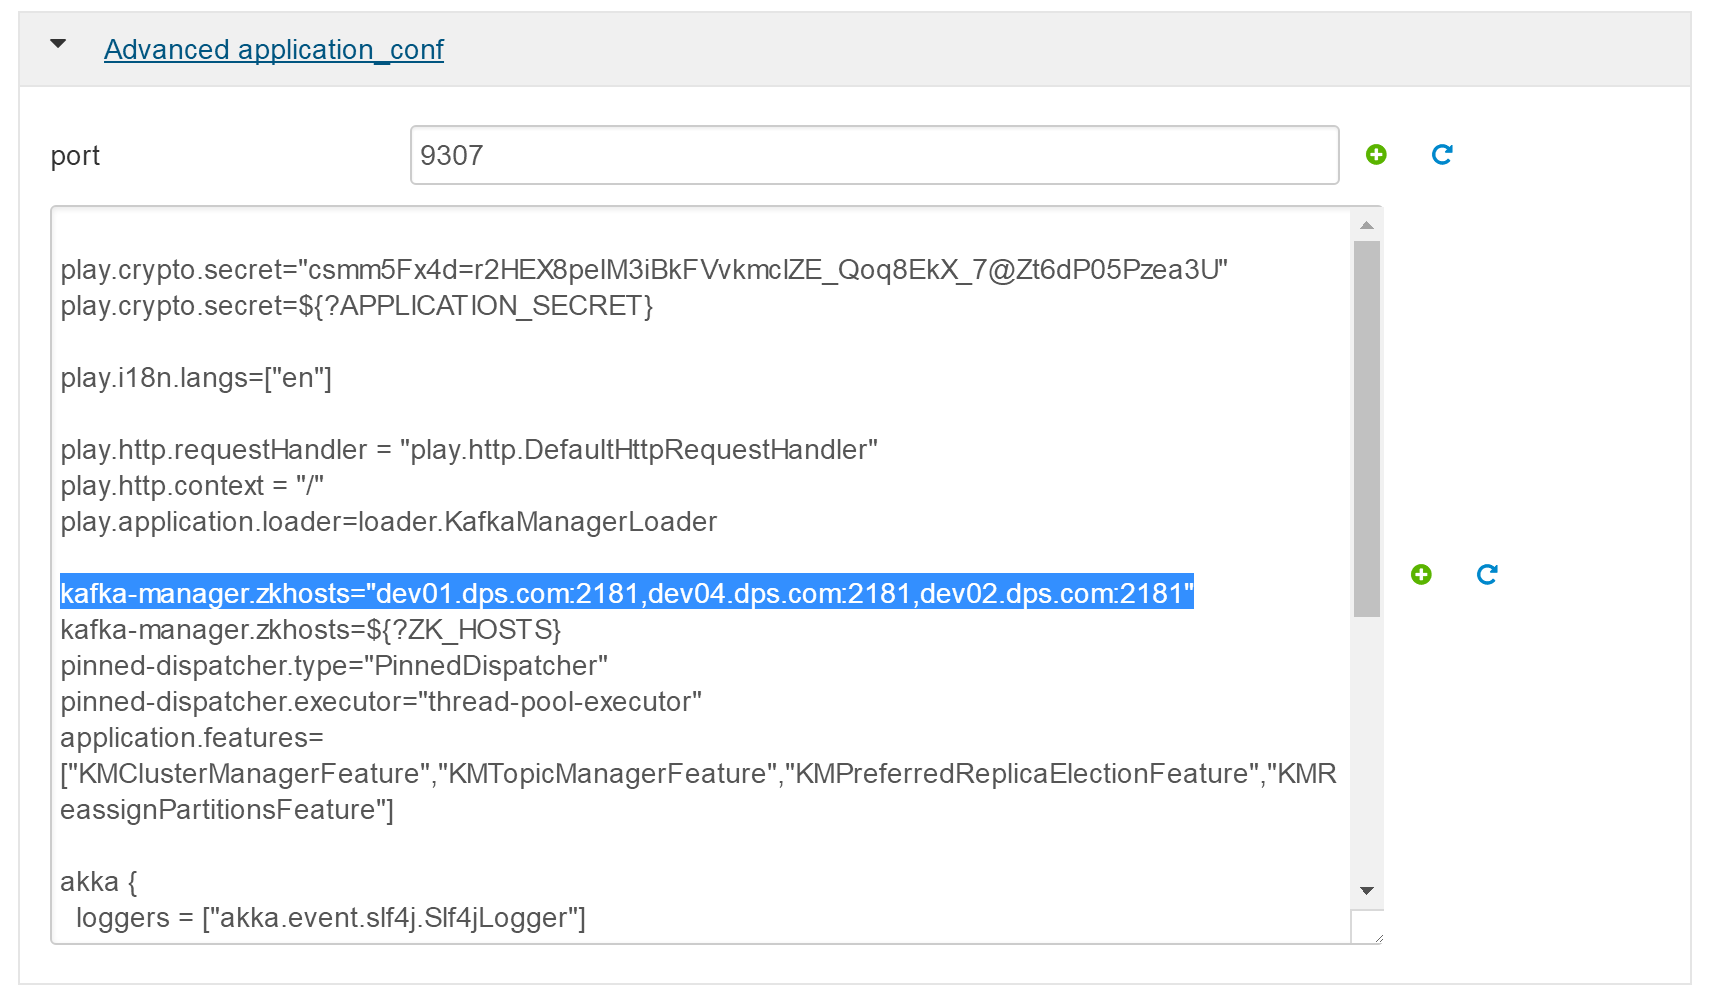 Advanced application_conf
port
9307
play.crypto.secret="csmm5Fx4d=r2HEX8pelM3iBkFVvkmclZE_Qoq8EkX_7@Zt6dP05Pzea3U"
play.crypto.secret=${?APPLICATION_SECRET}
play.i18n.langs=["en"]
play.http.requestHandler = "play.http.DefaultHttpRequestHandler"
play.http.context = "/"
play.application.loader=loader.KafkaManagerLoader
kafka-manager.zkhosts="dev01.dps.com:2181,dev04.dps.com:2181,dev02.dps.com:2181"
kafka-manager.zkhosts=${?ZK_HOSTS}
pinned-dispatcher.type="PinnedDispatcher"
pinned-dispatcher.executor="thread-pool-executor"
application.features=
["KMClusterManagerFeature","KMTopicManagerFeature","KMPreferredReplicaElectionFeature","KMR
eassignPartitionsFeature"]
akka {
loggers = ["akka.event.slf4j.Slf4jLogger"]